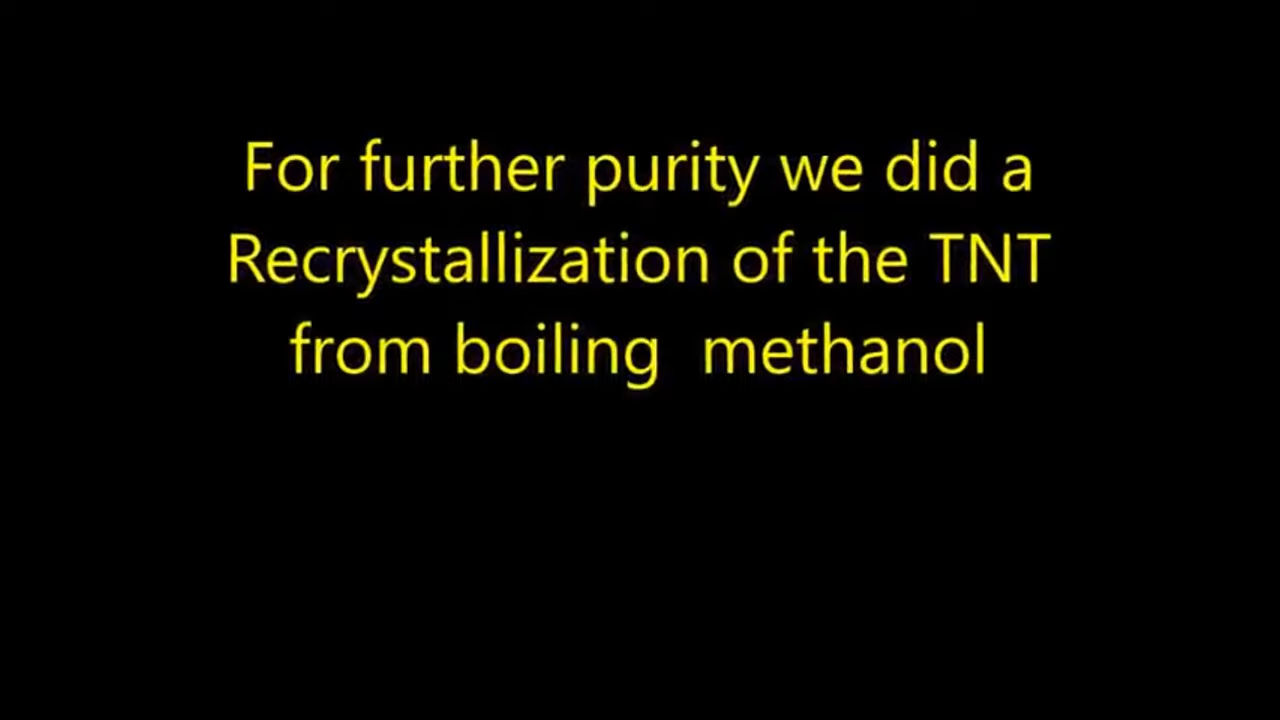 For further purity we did a
Recrystallization of the TNT
from boiling  methanol